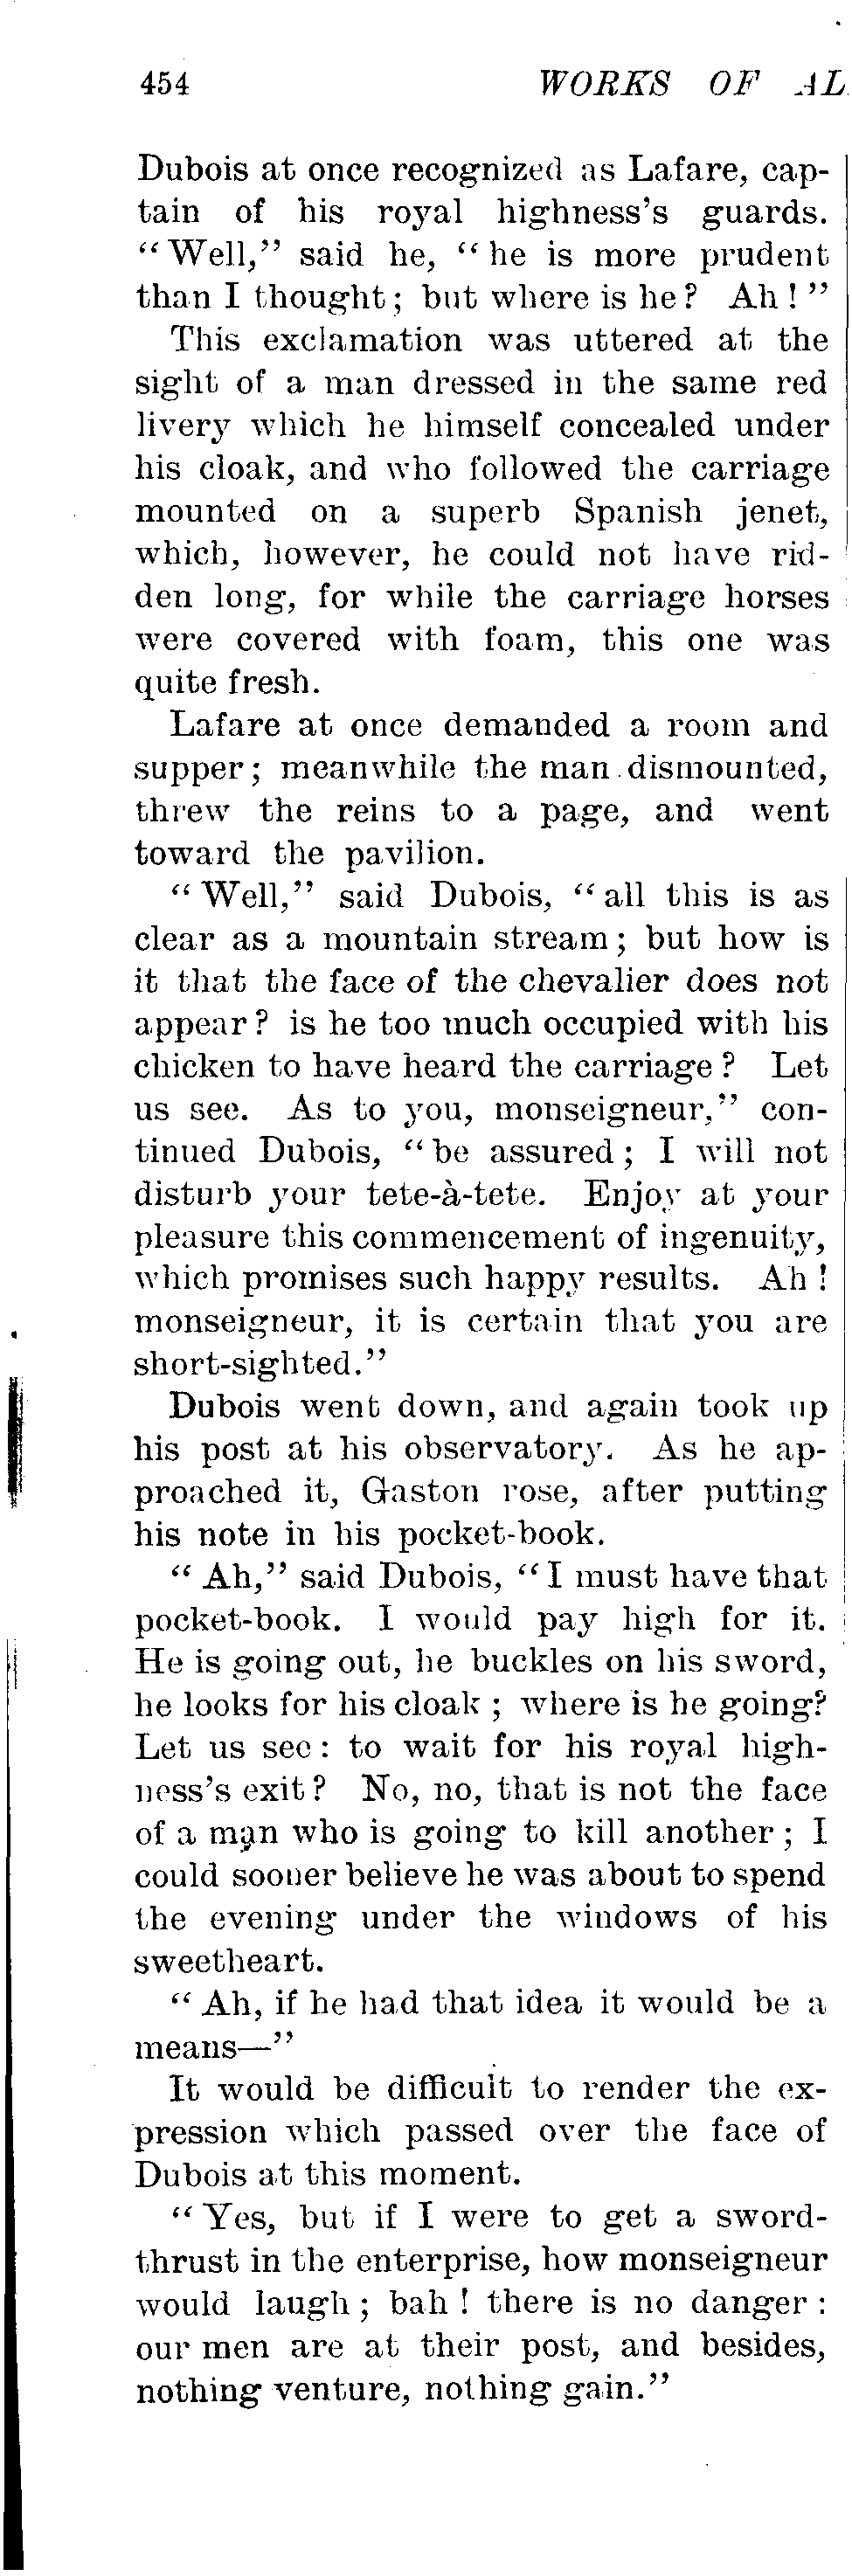 454 WORKS OF AL
Dubois at once recognized as Lafare, cap-
tain of his royal highness's guards.
"Well," said he, "he is more prudent
than I thought; but where is he? Ah!"
This exclamation was uttered at the
sight of a man dressed in the same red
livery which he himself concealed under
his cloak, and who followed the carriage
mounted on a superb Spanish jenet,
which, however, he could not have rid-
den long, for while the carriage horses
were covered with foam, this one was
quite fresh.
Lafare at once demanded a room and
supper; meanwhile the man dismounted,
threw the reins to a page, and went
toward the pavilion.
"Well," said Dubois, "all this is as
clear as a mountain stream; but how is
it that the face of the chevalier does not
appear? is he too much occupied with his
chicken to have heard the carriage? Let
us see. As to you, monseigneur," con-
tinued Dubois, "be assured; I will not
disturb your tete-à-tete. Enjoy at your
pleasure this commencement of ingenuity,
which promises such happy results. Ah!
monseigneur, it is certain that you are
short-sighted."
Dubois went down, and again took up
his post at his observatory. As he ap-
proached it, Gaston rose, after putting
his note in his pocket-book.
"Ah," said Dubois, "I must have that
pocket-book. I would pay high for it.
He is going out, he buckles on his sword,
he looks for his cloak; where is he going?
Let us see: to wait for his royal high-
ness's exit? No, no, that is not the face
of a man who is going to kill another; I
could sooner believe he was about to spend
the evening under the windows of his
sweetheart.
"Ah, if he had that idea it would be a
means—"
It would be difficult to render the ex-
pression which passed over the face of
Dubois at this moment.
"Yes, but if I were to get a sword-
thrust in the enterprise, how monseigneur
would laugh; bah! there is no danger:
our men are at their post, and besides,
nothing venture, nothing gain."